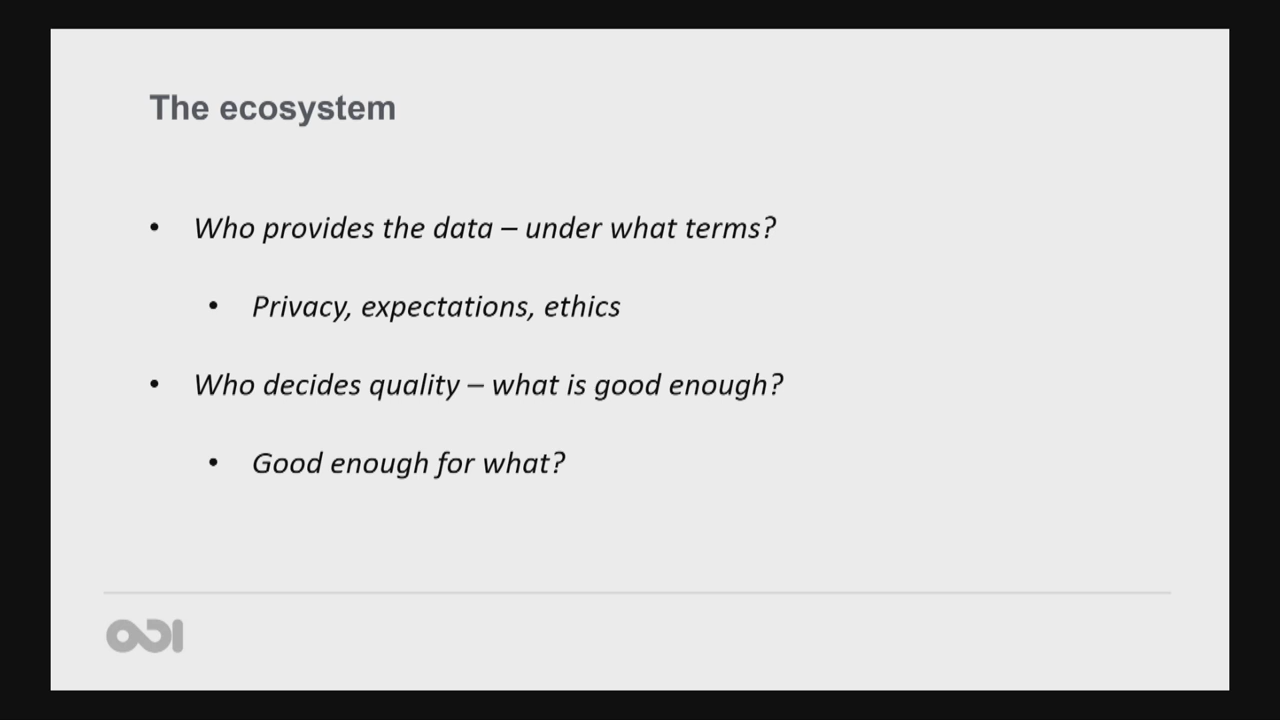 The ecosystem
• Who provides the data – under what terms?
• Privacy, expectations, ethics
• Who decides quality – what is good enough?
• Good enough for what?
ODI